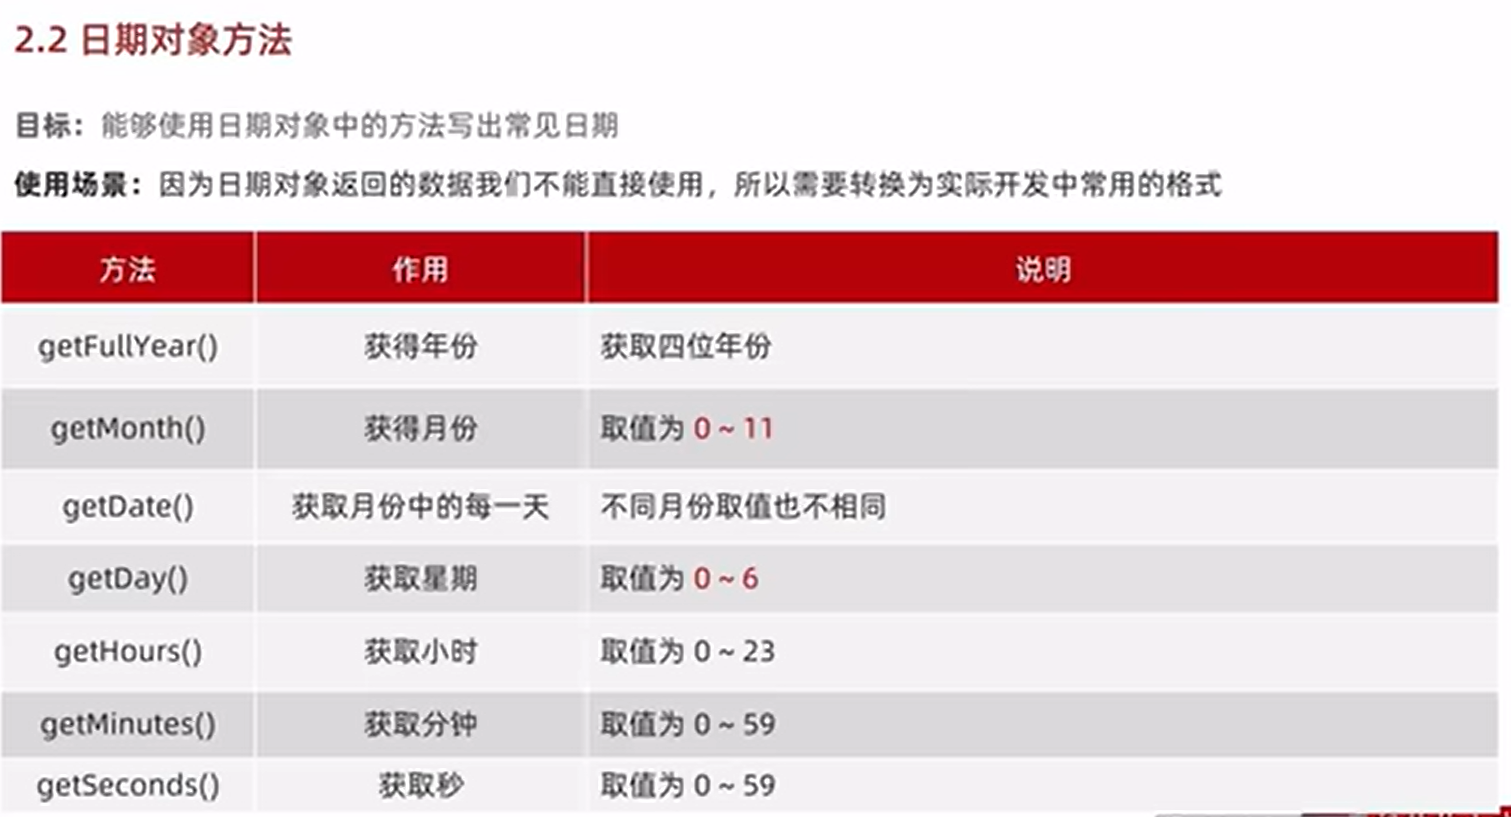 2.2 日期对象方法
目标：能够使用日期对象中的方法写出常见日期
使用场景：因为日期对象返回的数据我们不能直接使用，所以需要转换为实际开发中常用的格式
方法 作用 说明
getFullYear() 获得年份 获取四位年份
getMonth() 获得月份 取值为 0 ~ 11
getDate() 获取月份中的每一天 不同月份取值也不相同
getDay() 获取星期 取值为 0 ~ 6
getHours() 获取小时 取值为 0 ~ 23
getMinutes() 获取分钟 取值为 0 ~ 59
getSeconds() 获取秒 取值为 0 ~ 59